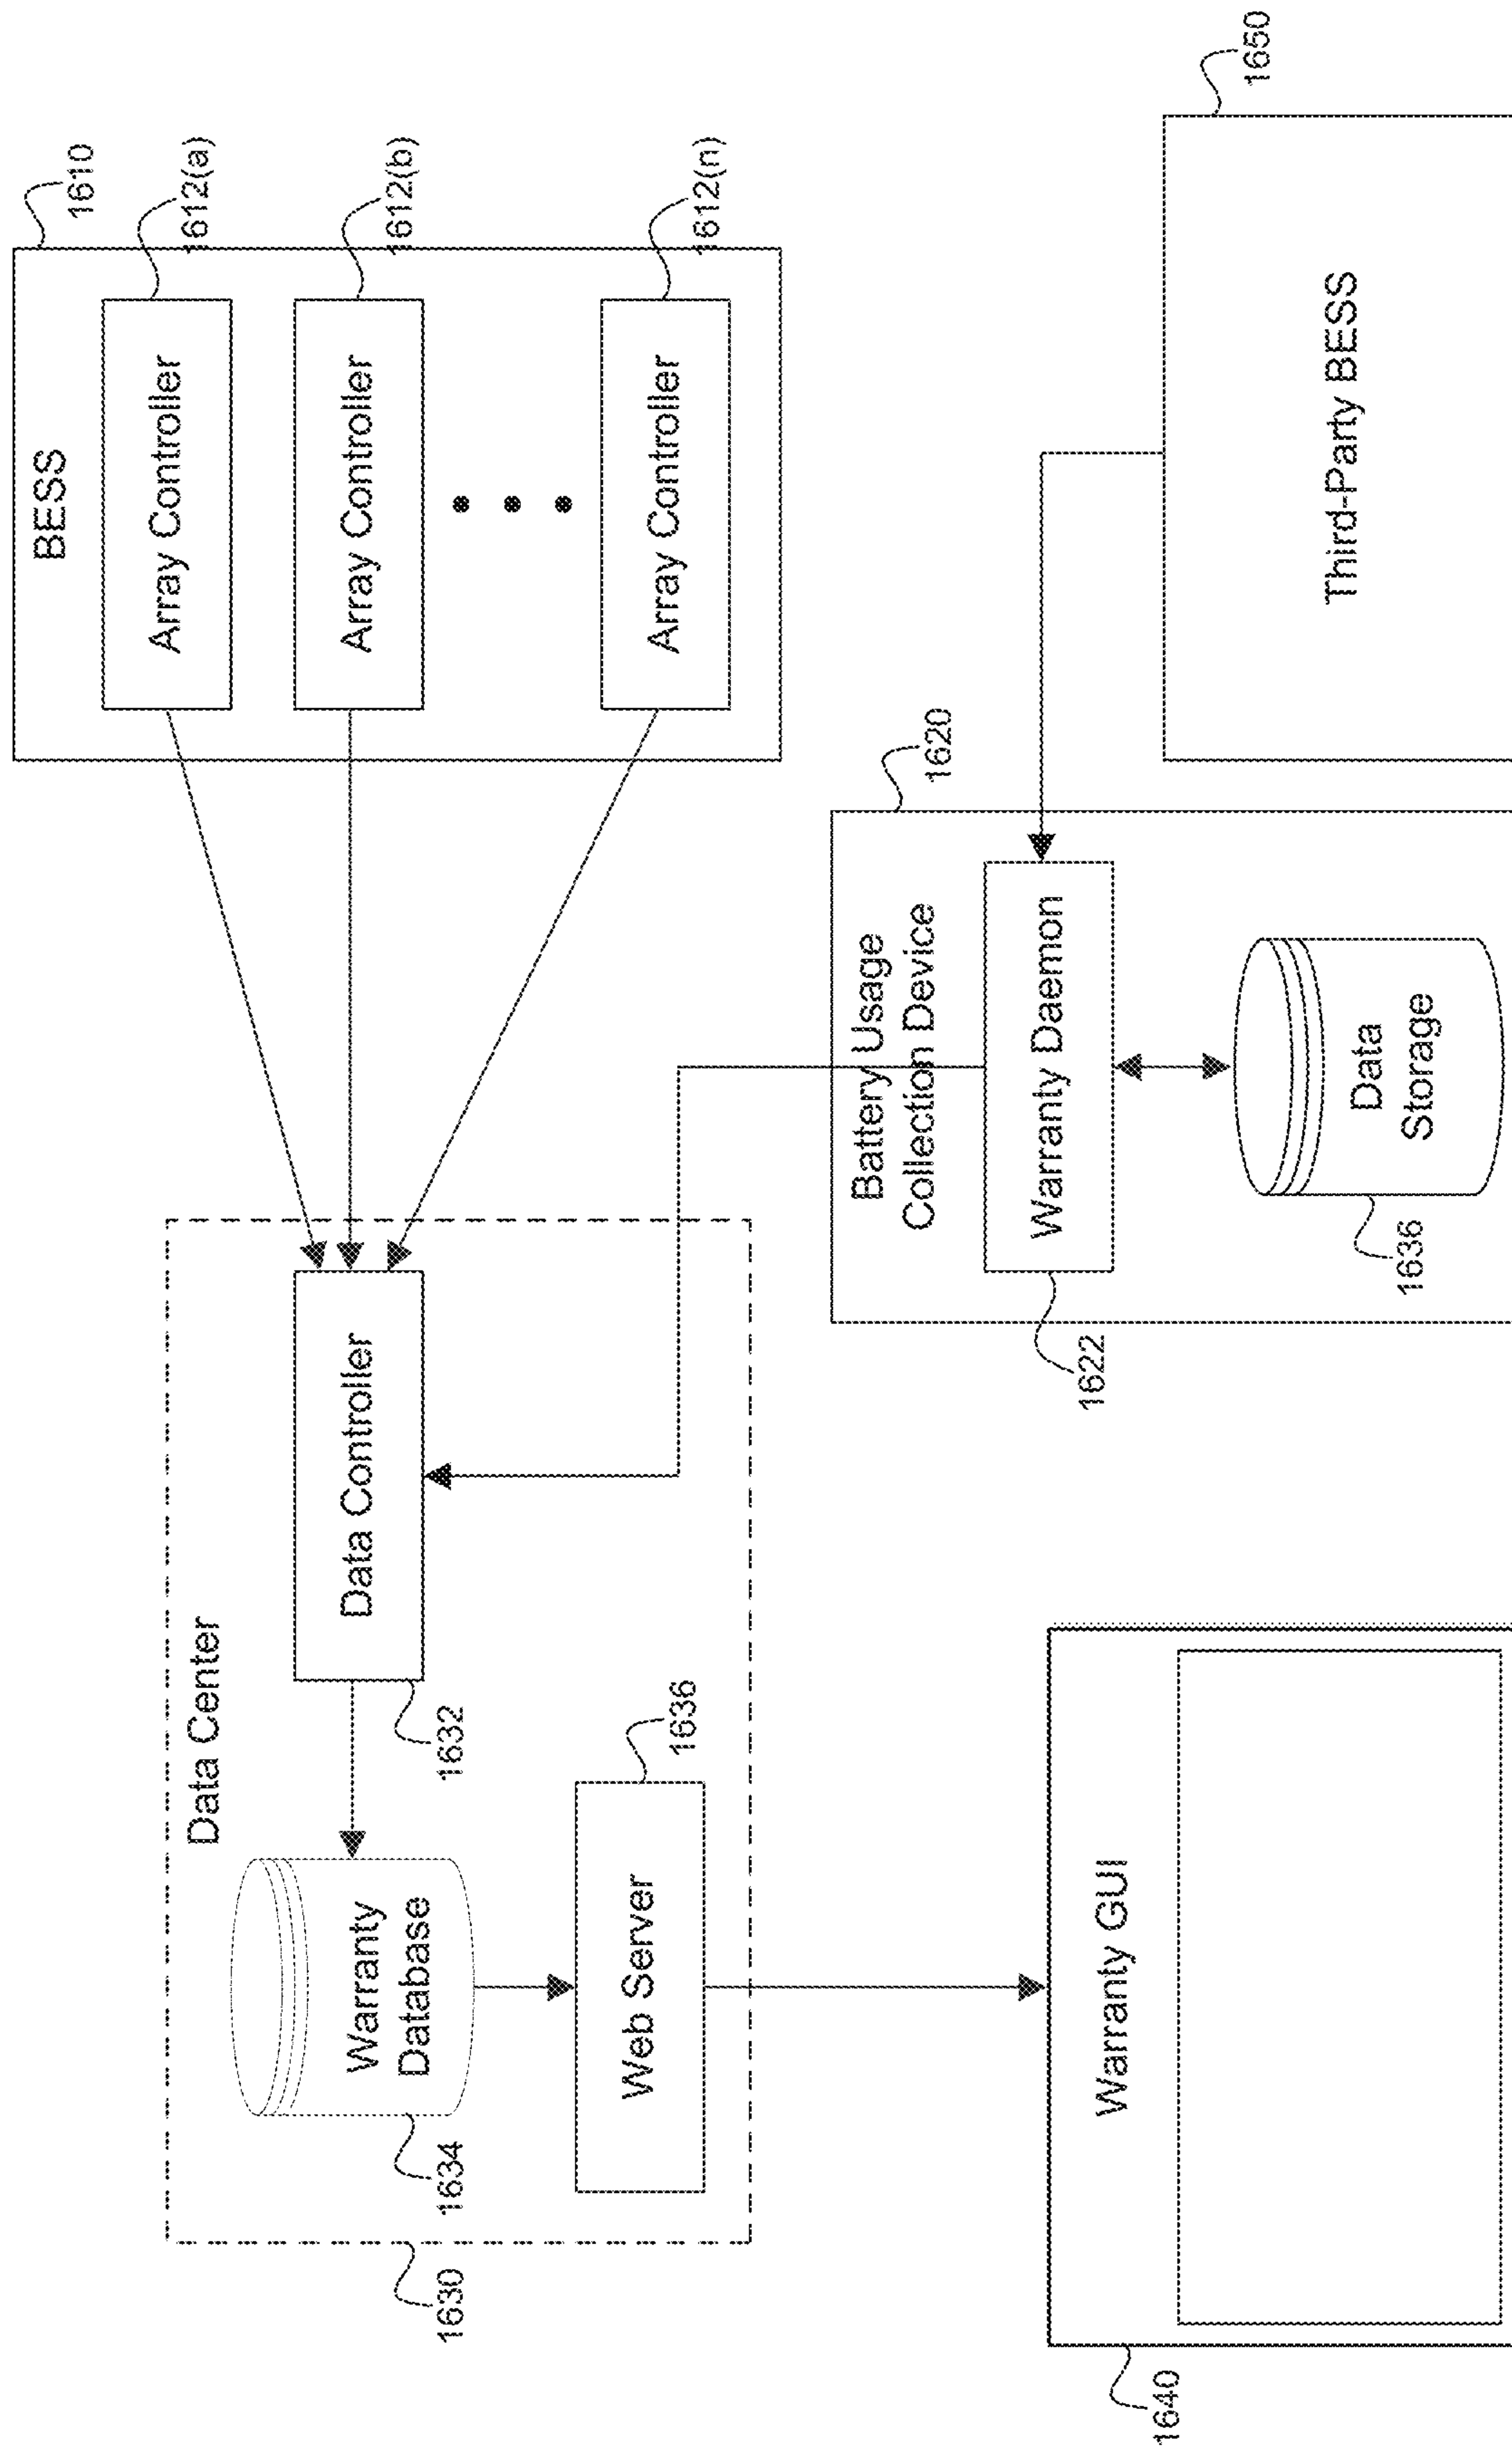 Data Center
1630
Warranty
Database
1634
Data Controller
1632
Web Server
1636
BESS
1610
Array Controller
1612(a)
Array Controller
1612(b)
Array Controller
1612(n)
Warranty GUI
1640
Battery Usage
Collection Device
1620
Warranty Daemon
1622
Data
Storage
1636
Third-Party BESS
1650